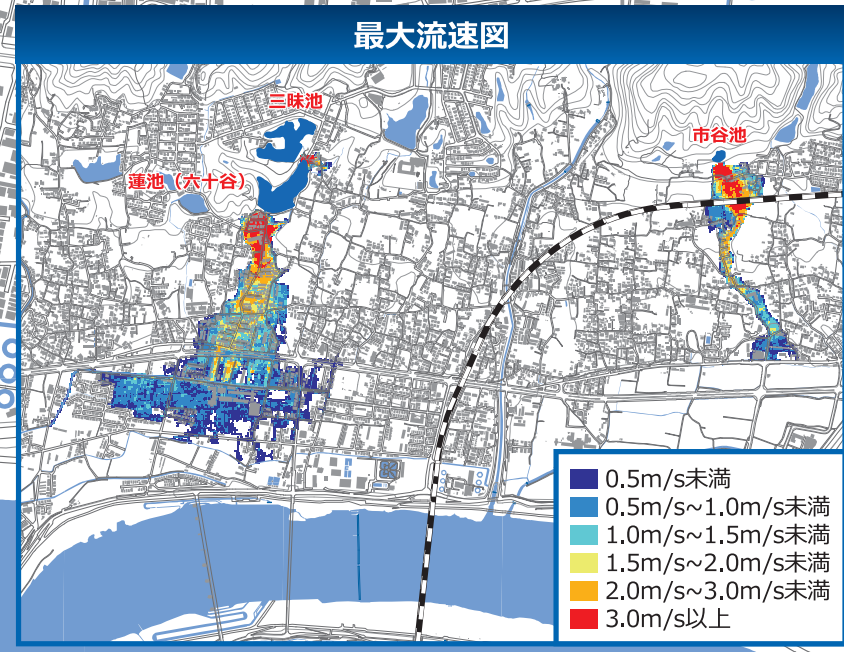 最大流速図
三昧池
市谷池
蓮池（六十谷）
0.5m/s未満
0.5m/s~1.0m/s未満
1.0m/s~1.5m/s未満
1.5m/s~2.0m/s未満
2.0m/s~3.0m/s未満
3.0m/s以上